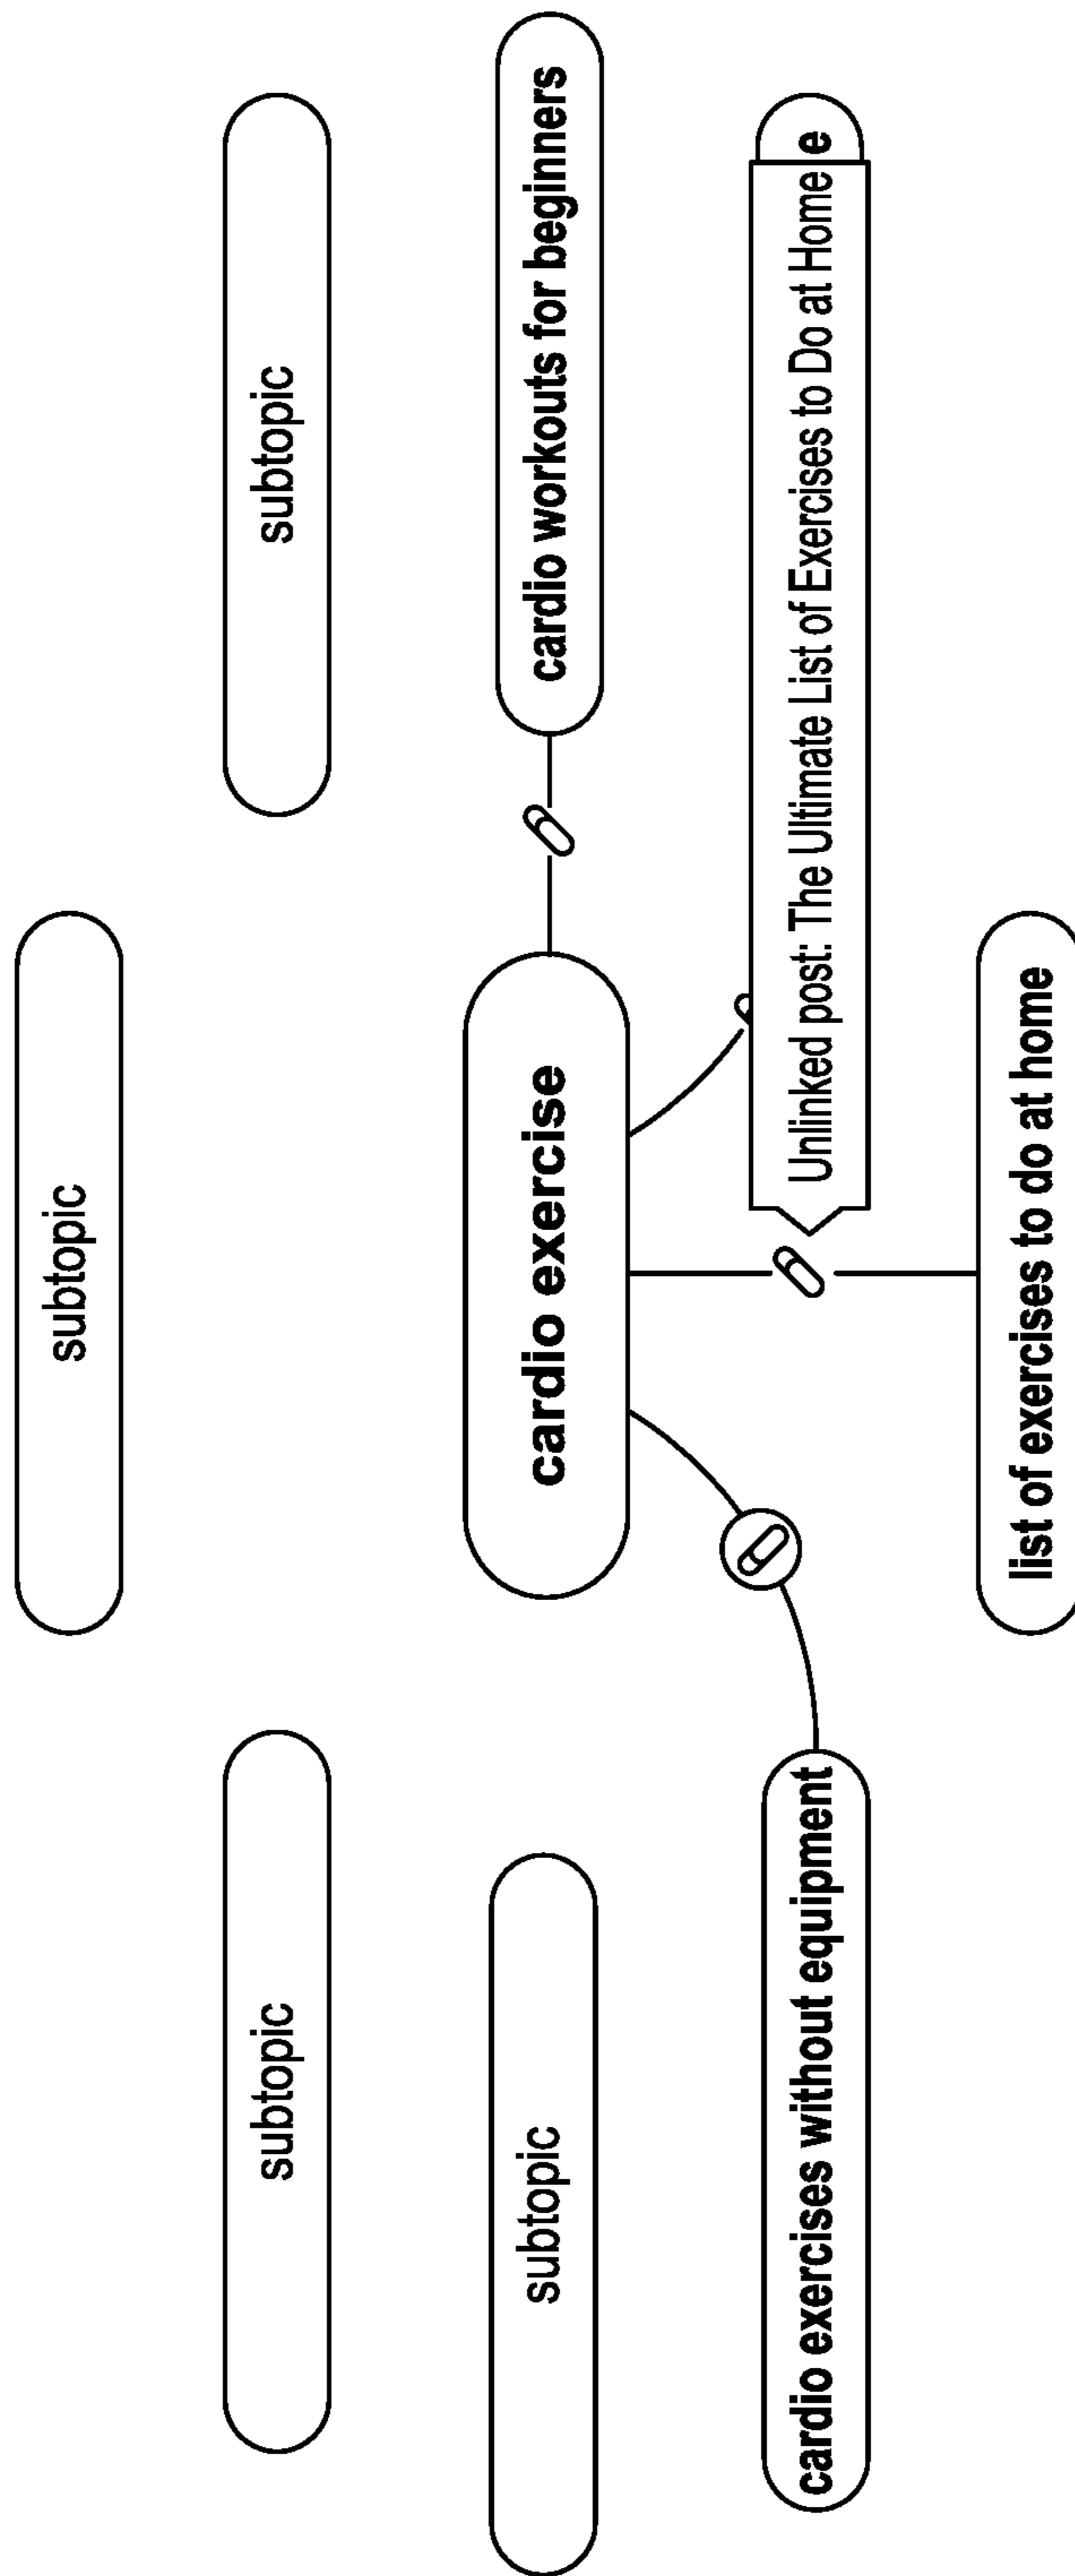 subtopic
subtopic
subtopic
subtopic
cardio exercise
cardio workouts for beginners
cardio exercises without equipment
Unlinked post: The Ultimate List of Exercises to Do at Home
e
list of exercises to do at home